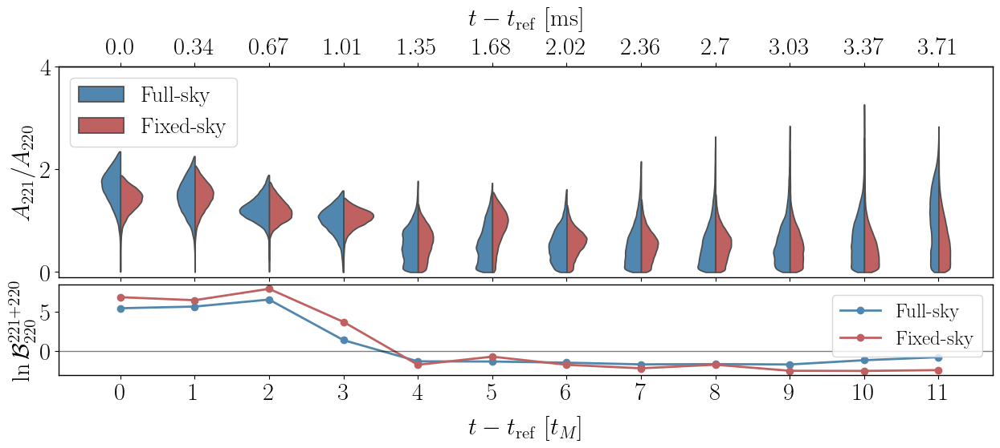 t − t_ref [ms]
0.0 0.34 0.67 1.01 1.35 1.68 2.02 2.36 2.7 3.03 3.37 3.71
4
2
0
A_221/A_220
Full-sky
Fixed-sky
5
0
ln 𝓑^{221+220}_{220}
Full-sky
Fixed-sky
0 1 2 3 4 5 6 7 8 9 10 11
t − t_ref [t_M]